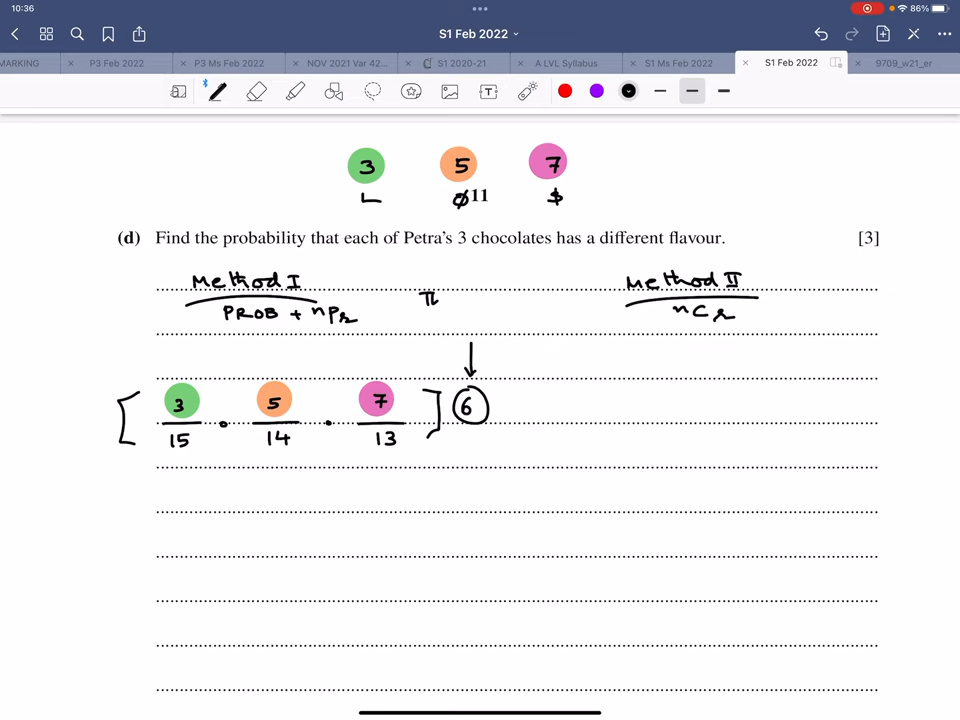 10:36
86%
S1 Feb 2022
MARKING
P3 Feb 2022
P3 Ms Feb 2022
NOV 2021 Var 42...
S1 2020-21
A LVL Syllabus
S1 Ms Feb 2022
S1 Feb 2022
9709_w21_er
3 5 7
L 11 $
(d) Find the probability that each of Petra's 3 chocolates has a different flavour. [3]
Method I Method II
PROB + nPr nCr
[ 3/15 . 5/14 . 7/13 ] 6